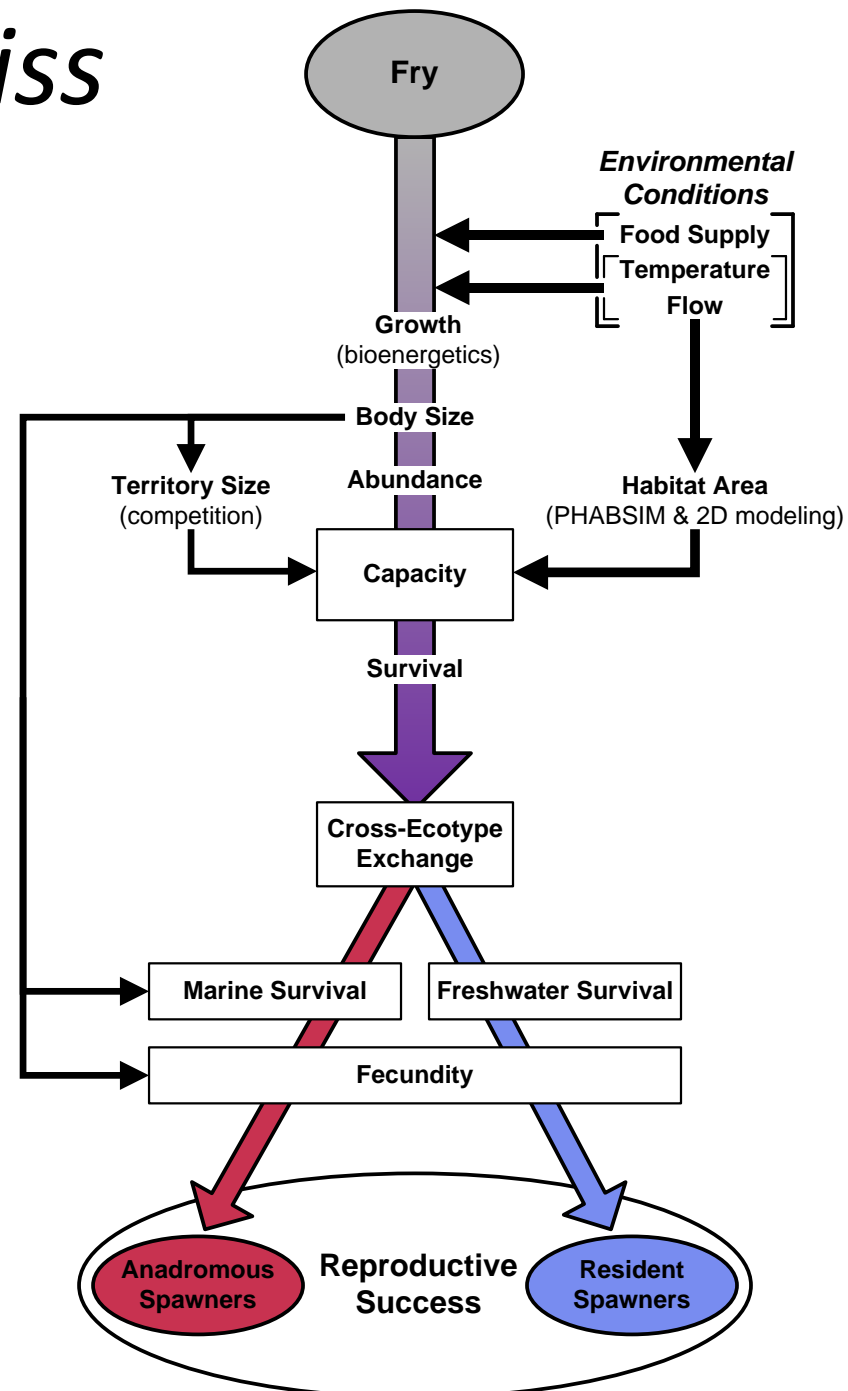 iss
Fry
Environmental
Conditions
Food Supply
Temperature
Flow
Growth
(bioenergetics)
Body Size
Territory Size
(competition)
Abundance
Habitat Area
(PHABSIM & 2D modeling)
Capacity
Survival
Cross-Ecotype
Exchange
Marine Survival
Freshwater Survival
Fecundity
Anadromous
Spawners
Reproductive
Success
Resident
Spawners